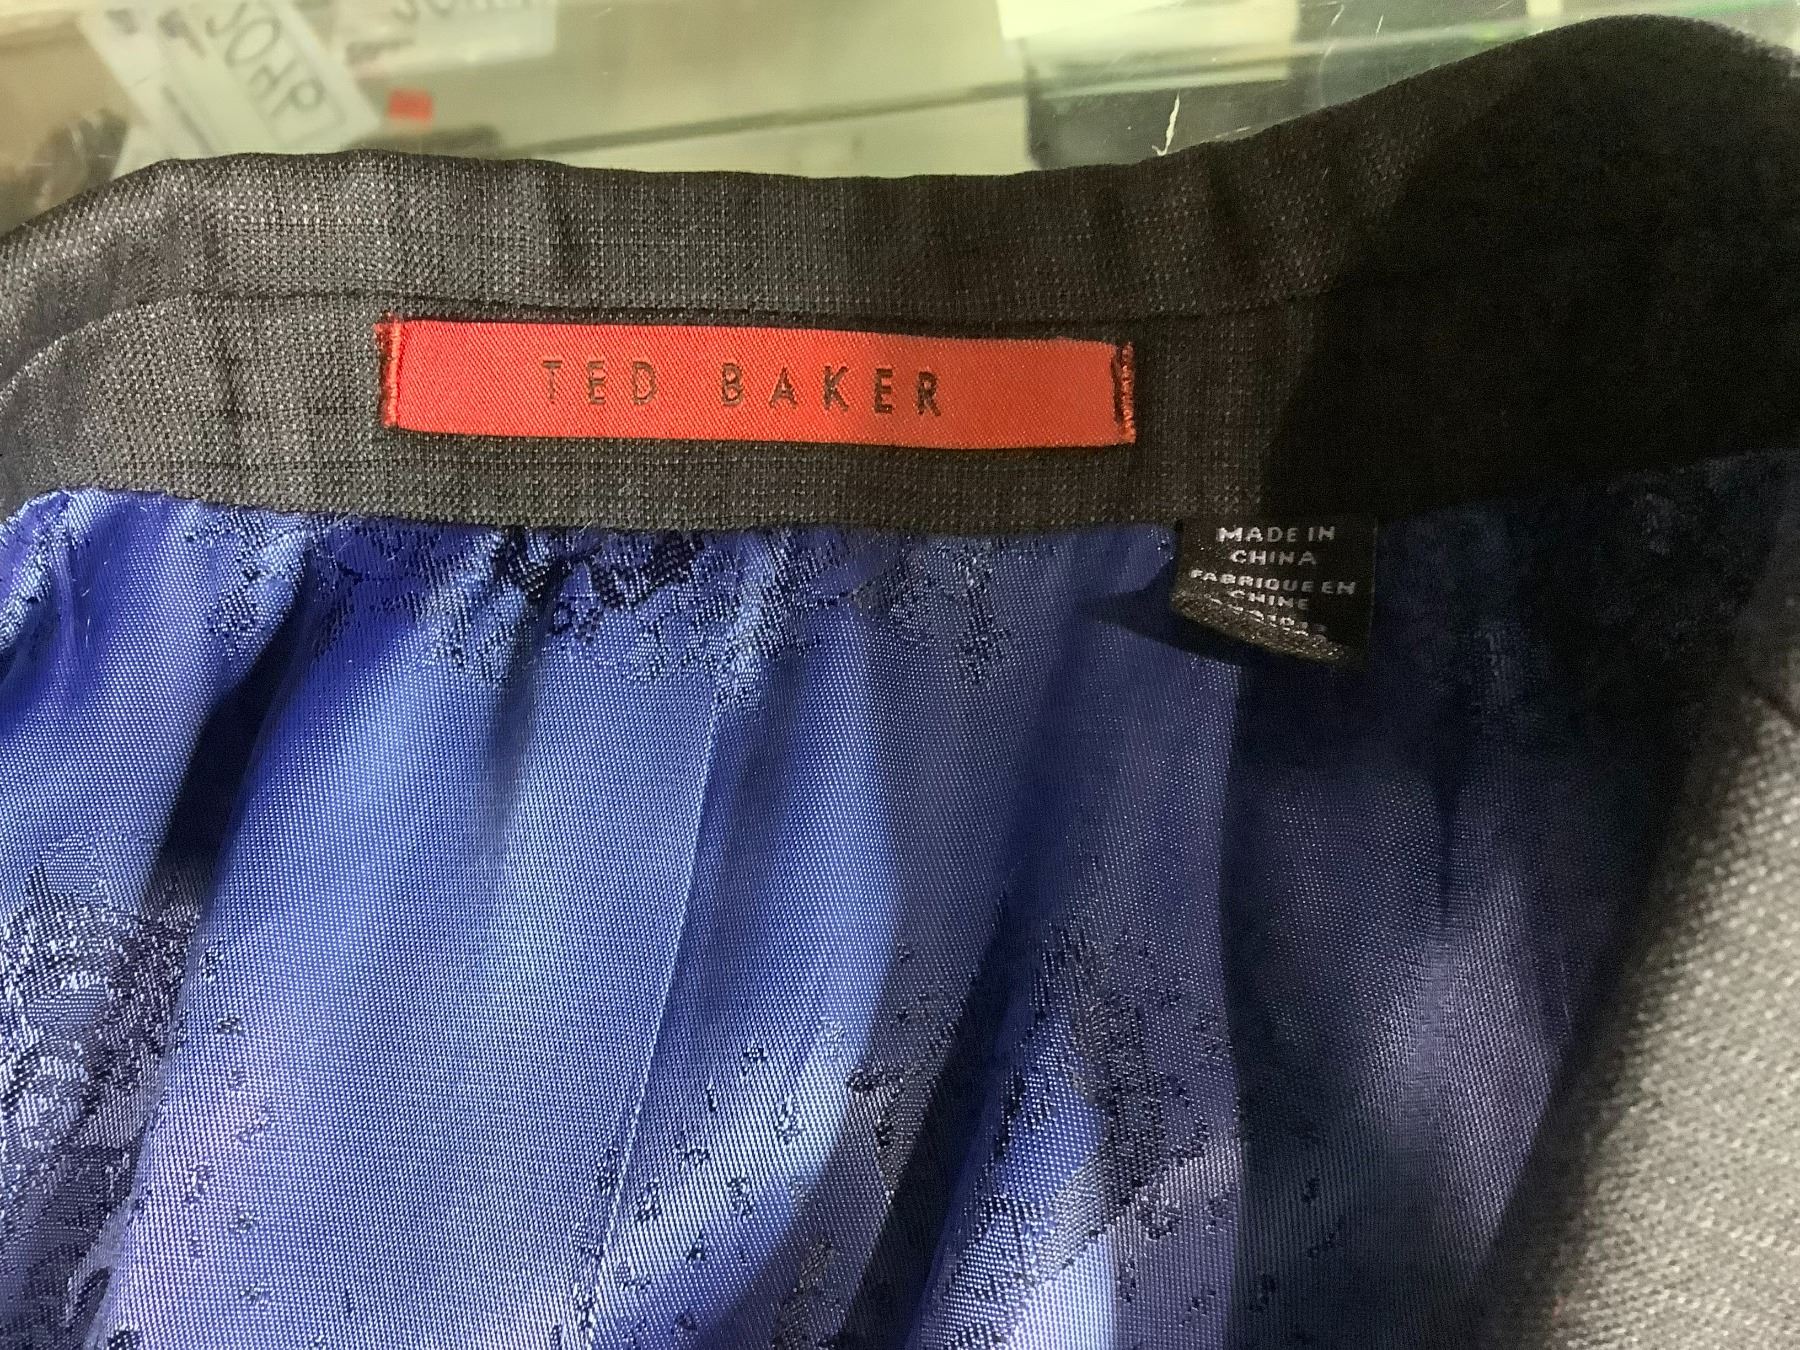 TED BAKER
MADE IN
CHINA
FABRIQUE EN
CHINE